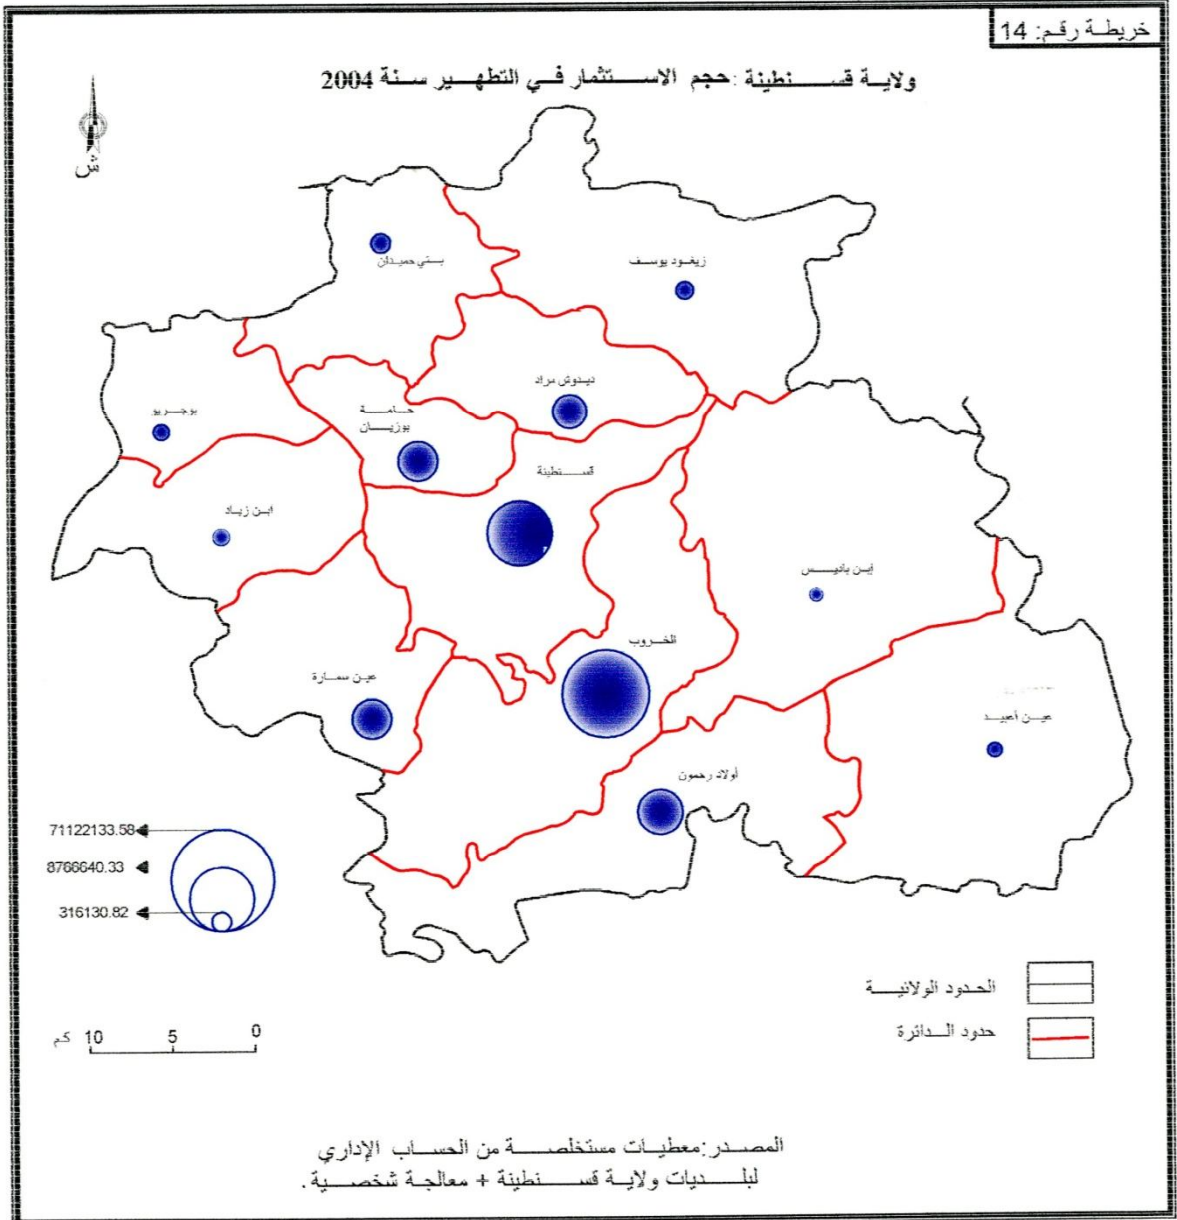 خريطة رقم: 14
ولاية قسنطينة : حجم الاستثمار في التطهير سنة 2004
ش
بني حميدان
زيغود يوسف
ديدوش مراد
حامة
بوزيان
بوجريو
قسنطينة
ابن زياد
إبن باديس
الخروب
عين سمارة
عين أعبيد
أولاد رحمون
71122133.58
8766640.33
316130.82
الحدود الولائية
حدود الدائرة
0 5 10 كم
المصدر: معطيات مستخلصة من الحساب الإداري
لبلديات ولاية قسنطينة + معالجة شخصية .